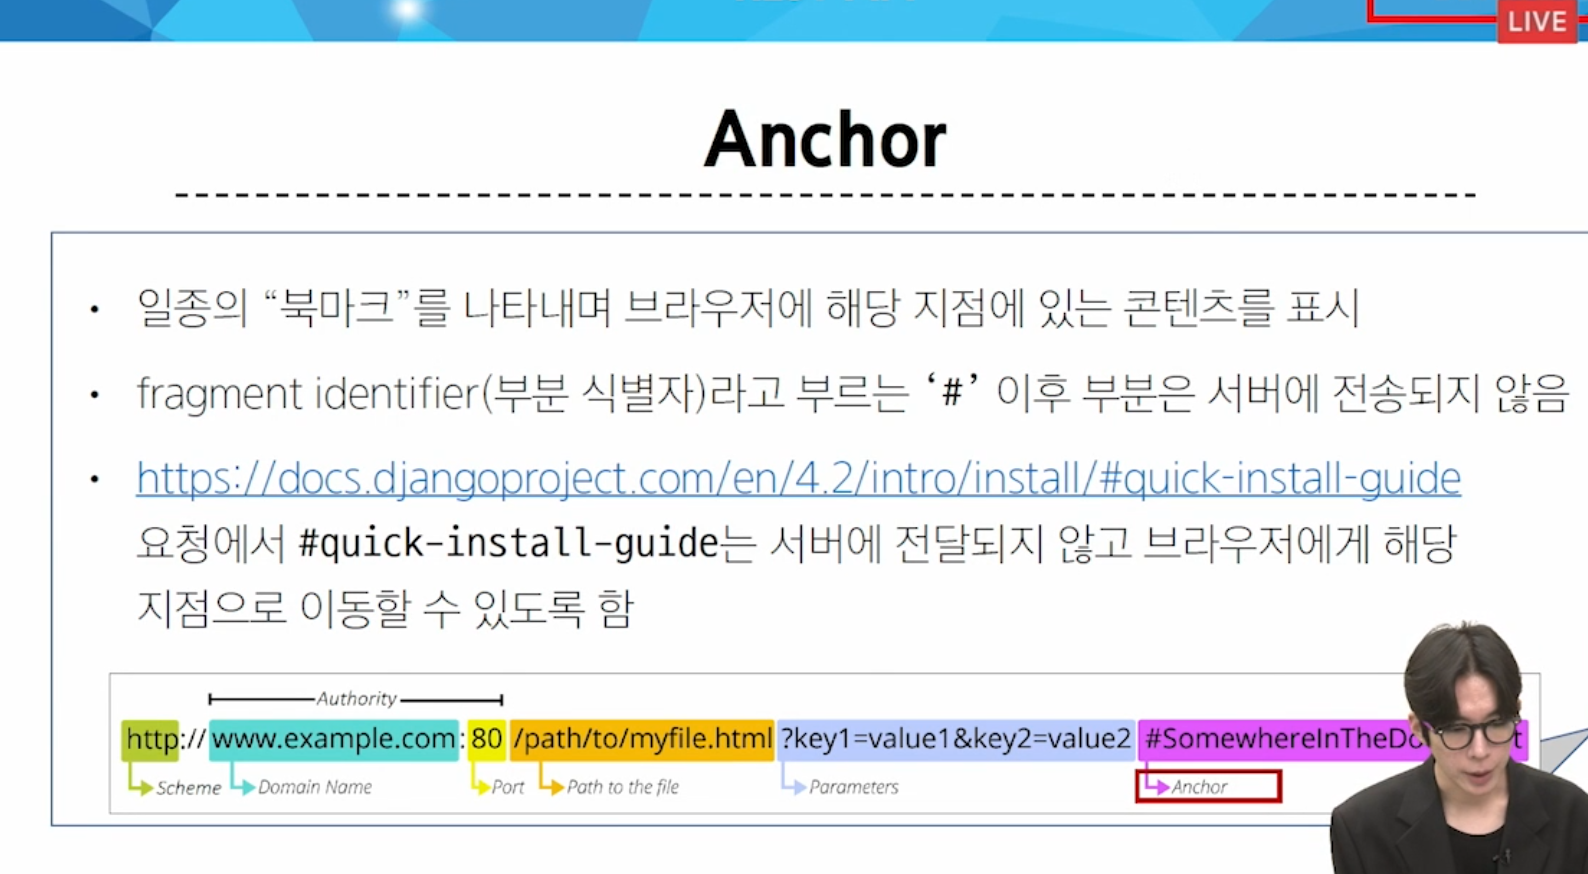 LIVE
Anchor
• 일종의 “북마크”를 나타내며 브라우저에 해당 지점에 있는 콘텐츠를 표시
• fragment identifier(부분 식별자)라고 부르는 ‘#’ 이후 부분은 서버에 전송되지 않음
• https://docs.djangoproject.com/en/4.2/intro/install/#quick-install-guide
요청에서 #quick-install-guide는 서버에 전달되지 않고 브라우저에게 해당
지점으로 이동할 수 있도록 함
Authority
http://www.example.com:80/path/to/myfile.html?key1=value1&key2=value2 #SomewhereInTheDo t
Scheme Domain Name Port Path to the file Parameters Anchor